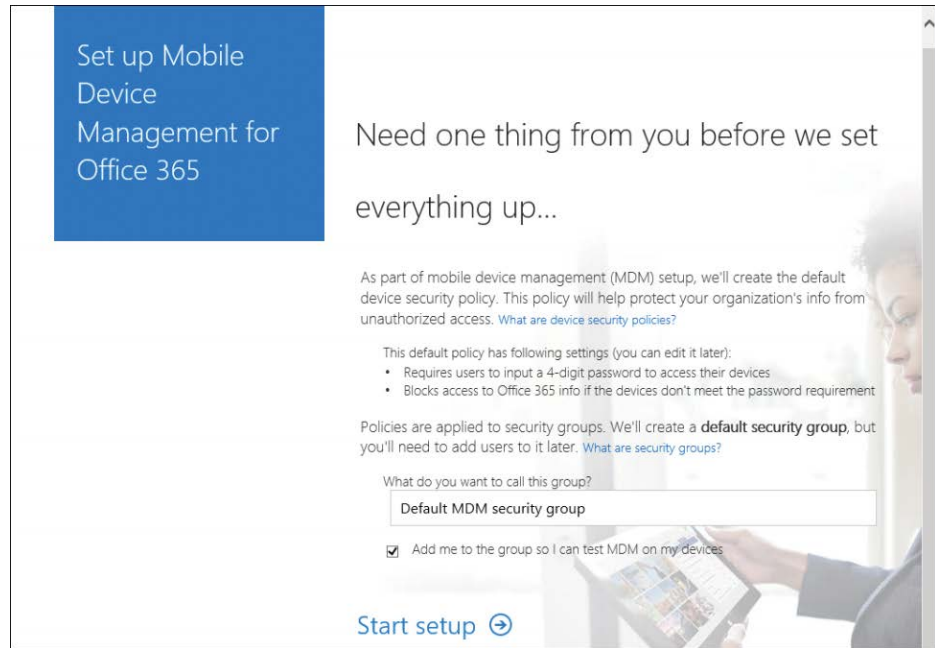 Set up Mobile
Device
Management for
Office 365
Need one thing from you before we set
everything up...
As part of mobile device management (MDM) setup, we'll create the default
device security policy. This policy will help protect your organization's info from
unauthorized access. What are device security policies?
This default policy has following settings (you can edit it later):
• Requires users to input a 4-digit password to access their devices
• Blocks access to Office 365 info if the devices don't meet the password requirement
Policies are applied to security groups. We'll create a default security group, but
you'll need to add users to it later. What are security groups?
What do you want to call this group?
Default MDM security group
Add me to the group so I can test MDM on my devices
Start setup